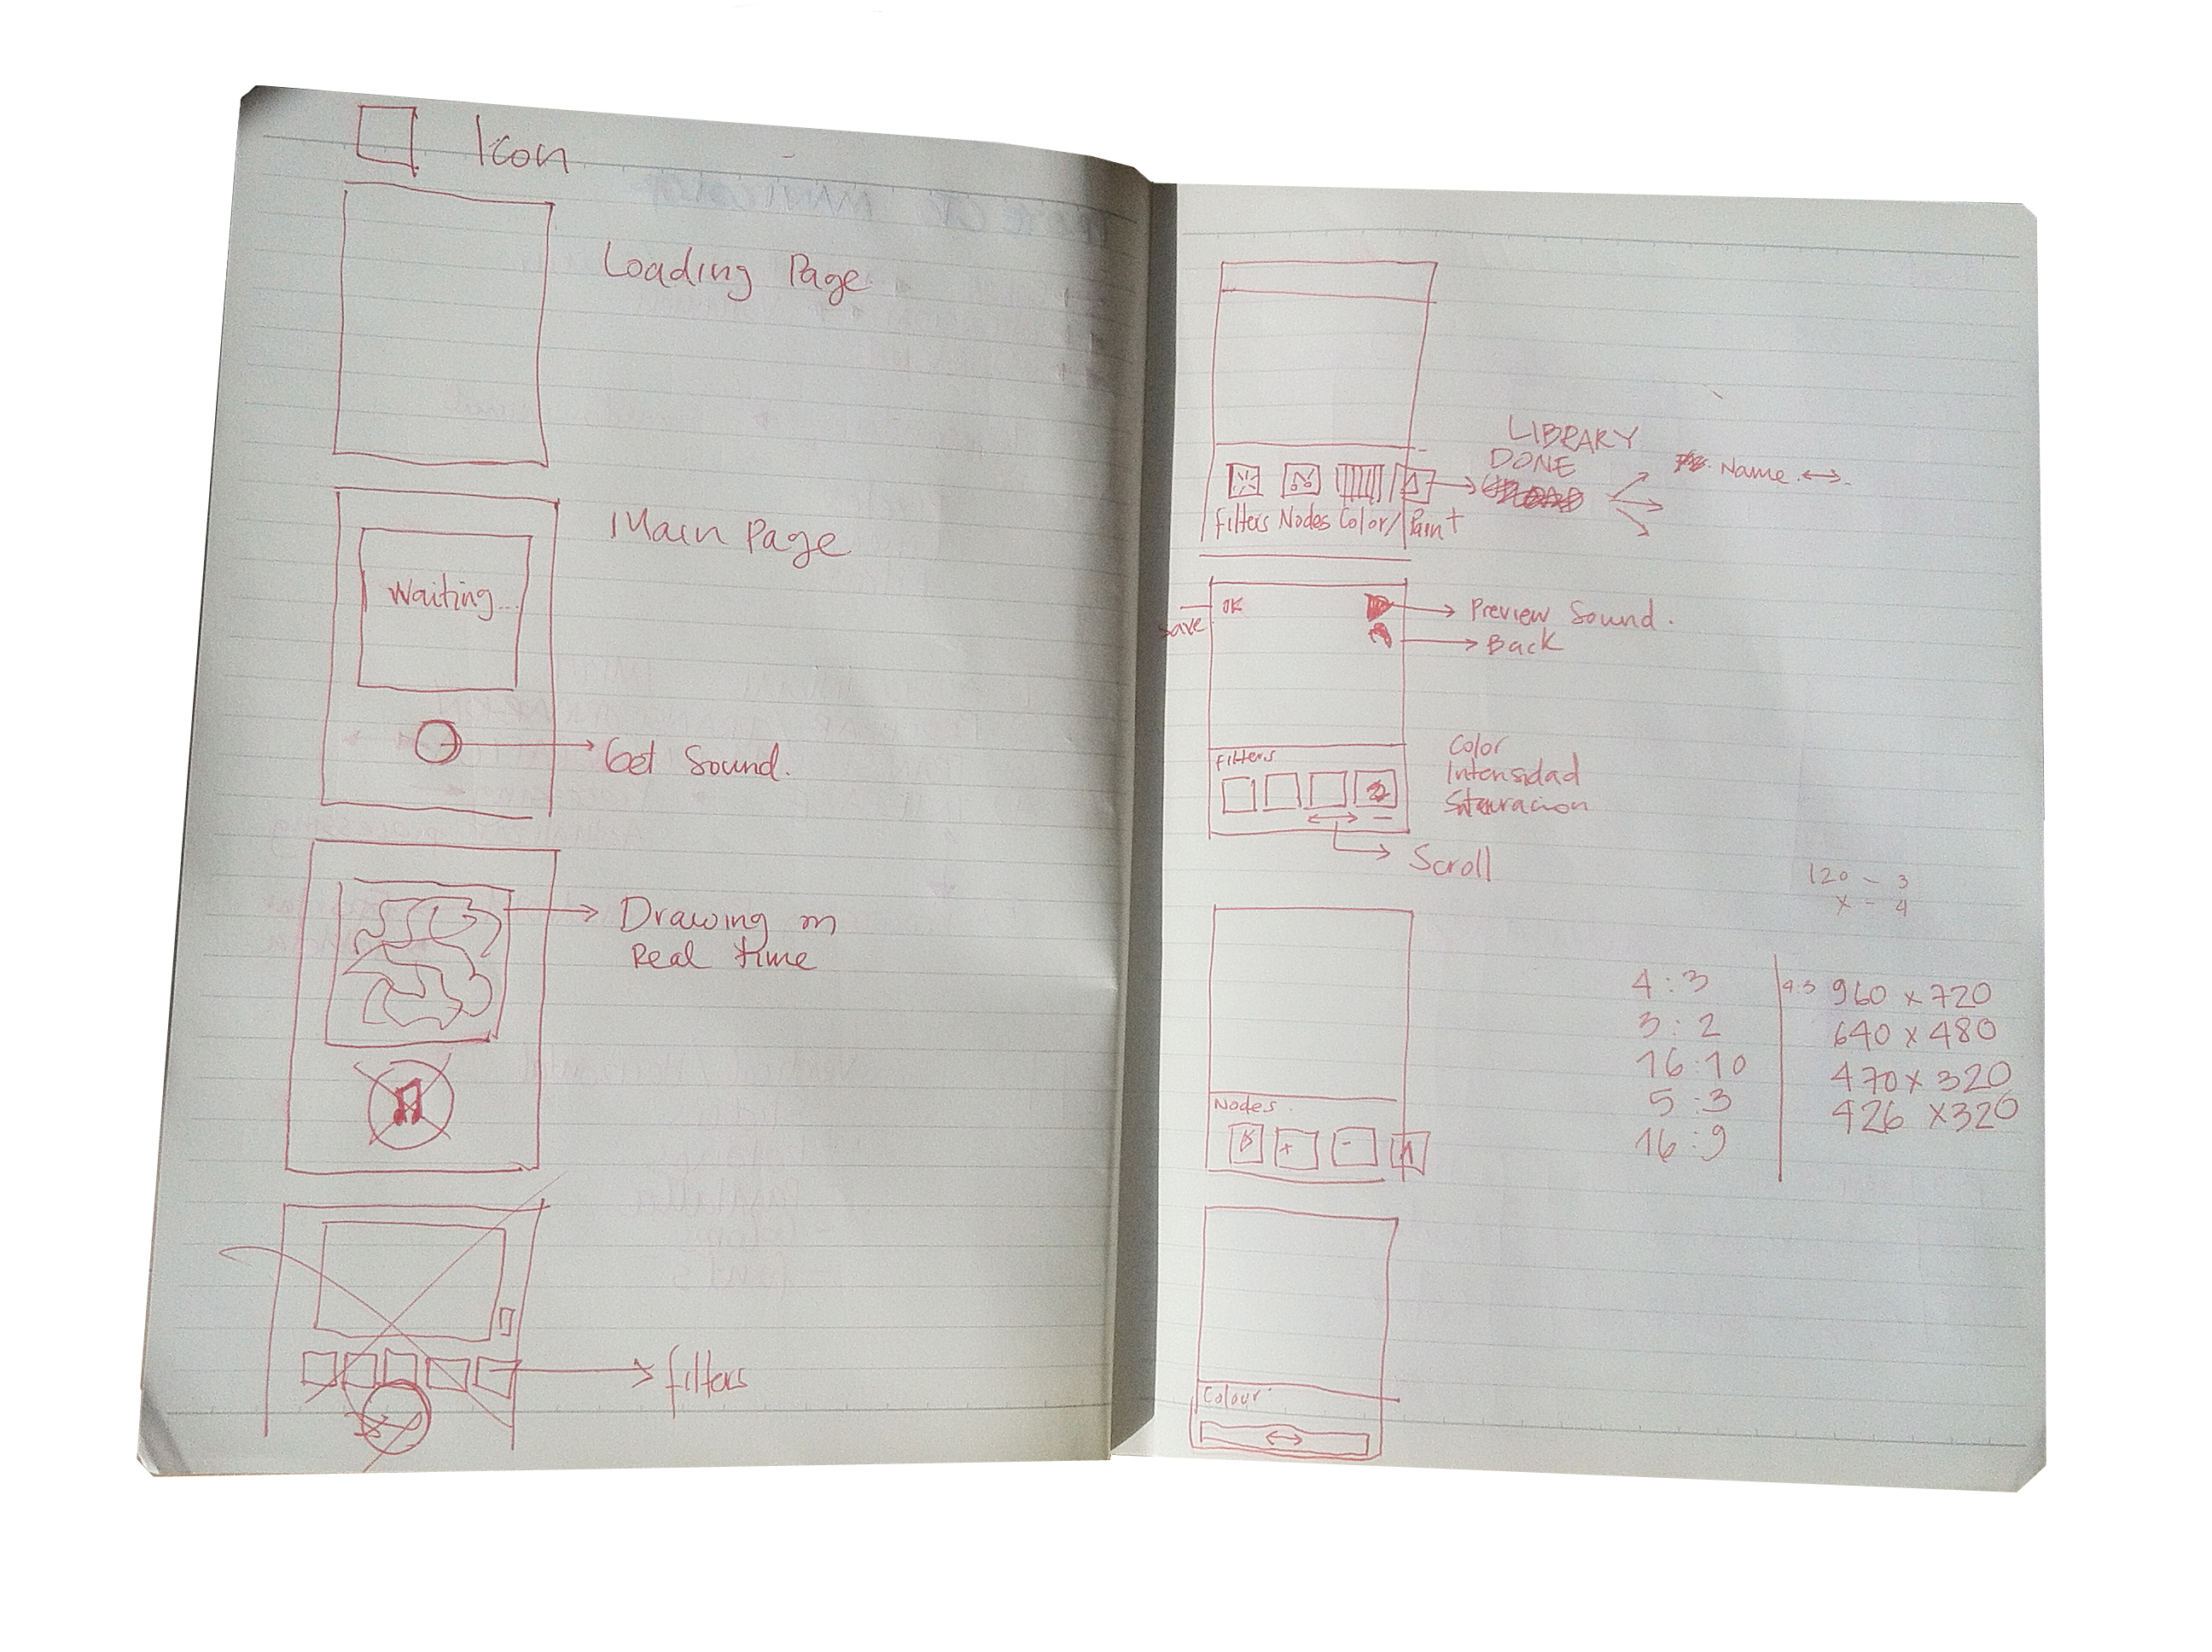 Icon
Loading Page
Main Page
Waiting...
Get Sound.
Drawing in
Real time
filters
LIBRARY
DONE
Name
filters Nodes Color/Paint
OK
save
Preview Sound.
Back
Filters
Color
Intensidad
Saturacion
Scroll
120 - 3
x - 4
4:3
3:2
16:10
5:3
16:9
4:3 960 x 720
640 x 480
470 x 320
426 x 320
Nodes.
+ -
Colour